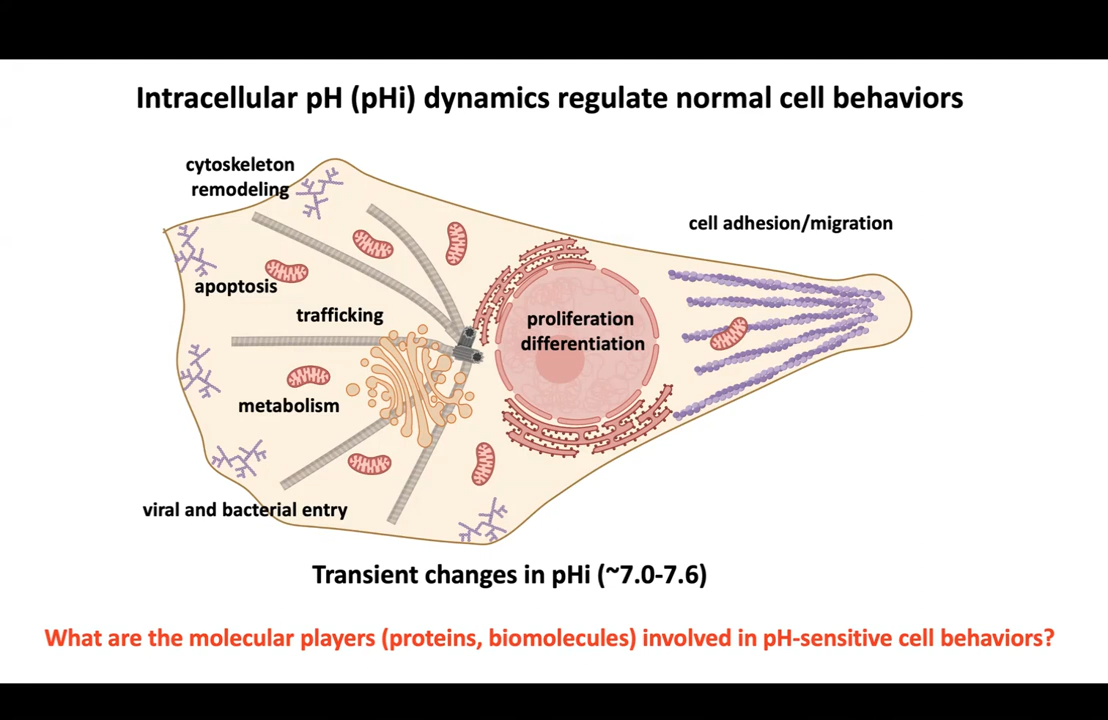 Intracellular pH (pHi) dynamics regulate normal cell behaviors
cytoskeleton
remodeling
cell adhesion/migration
apoptosis
trafficking
proliferation
differentiation
metabolism
viral and bacterial entry
Transient changes in pHi (~7.0-7.6)
What are the molecular players (proteins, biomolecules) involved in pH-sensitive cell behaviors?